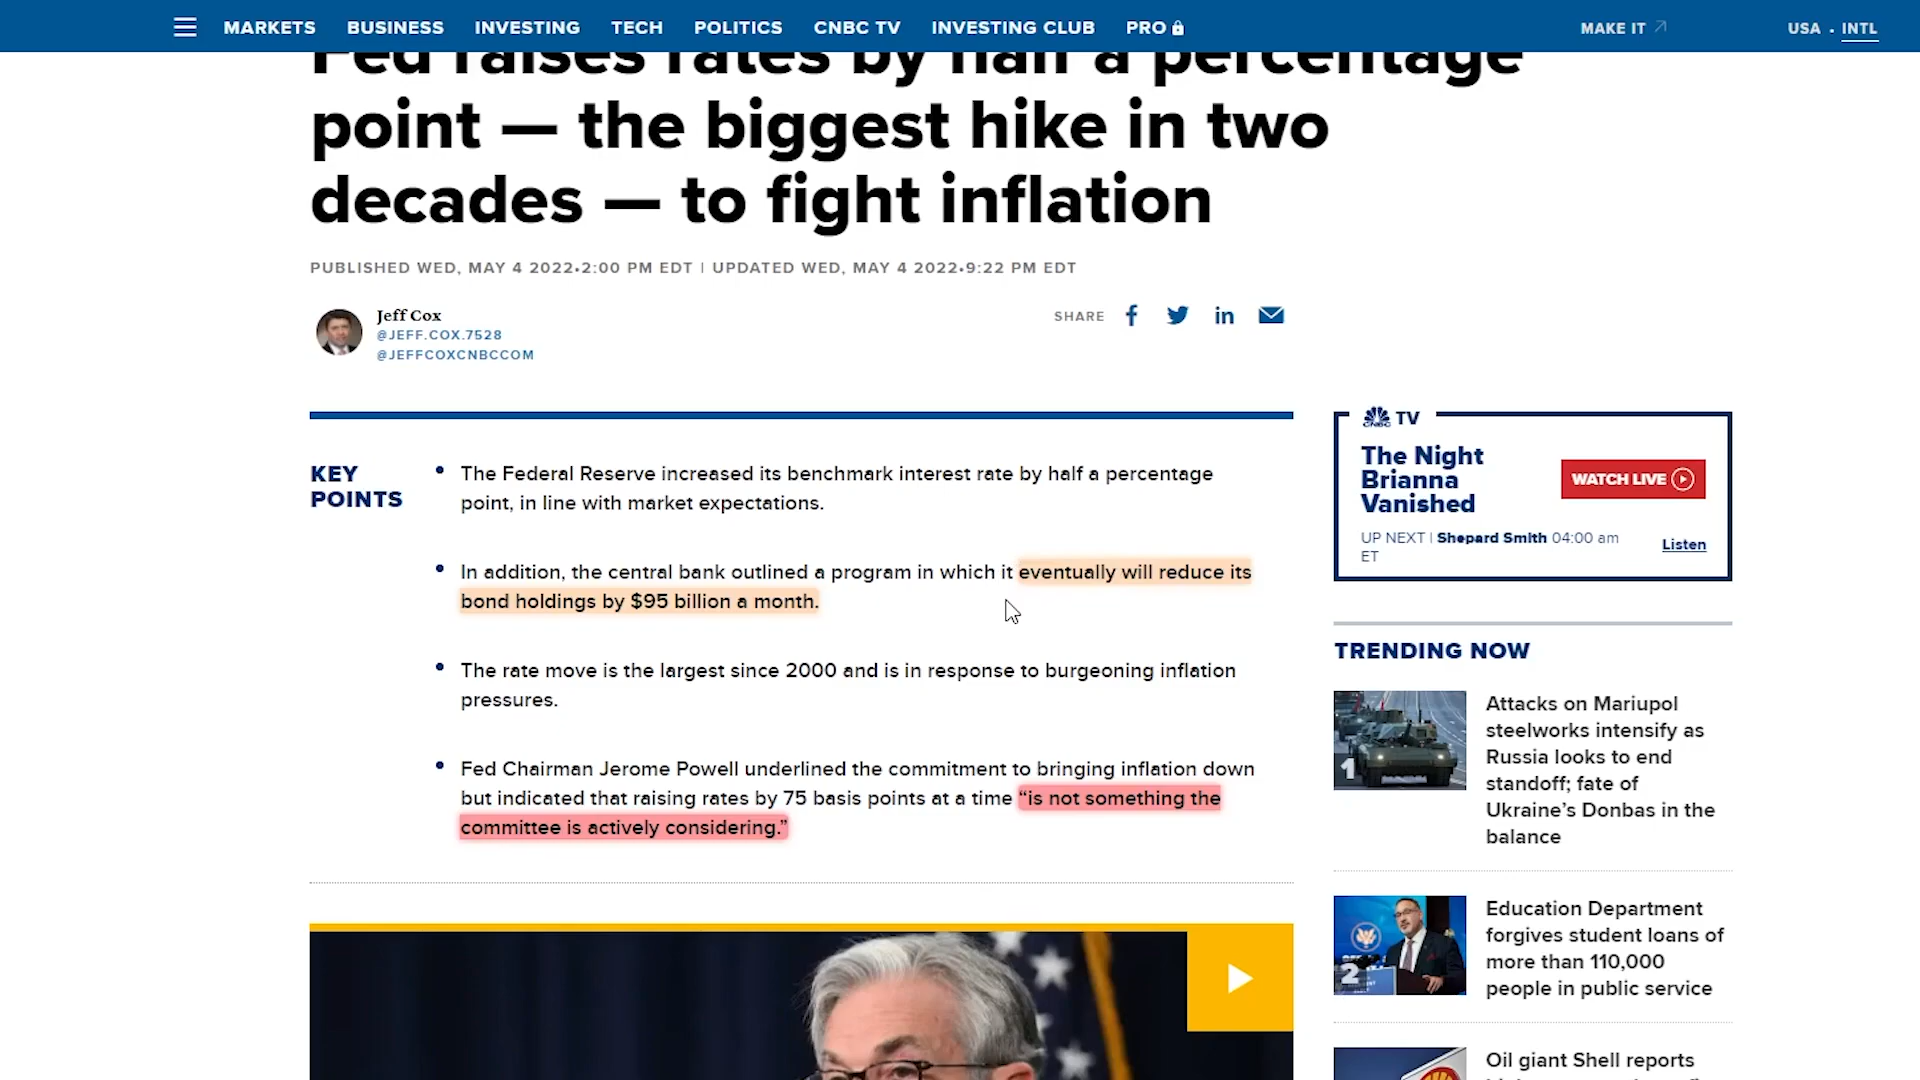 MARKETS BUSINESS INVESTING TECH POLITICS CNBC TV INVESTING CLUB PRO MAKE IT USA • INTL
Fed raises rates by half a percentage
point — the biggest hike in two
decades — to fight inflation
PUBLISHED WED, MAY 4 2022•2:00 PM EDT | UPDATED WED, MAY 4 2022•9:22 PM EDT
Jeff Cox
@JEFF.COX.7528
@JEFFCOXCNBCCOM
SHARE
KEY
POINTS
The Federal Reserve increased its benchmark interest rate by half a percentage
point, in line with market expectations.
In addition, the central bank outlined a program in which it eventually will reduce its
bond holdings by $95 billion a month.
The rate move is the largest since 2000 and is in response to burgeoning inflation
pressures.
Fed Chairman Jerome Powell underlined the commitment to bringing inflation down
but indicated that raising rates by 75 basis points at a time “is not something the
committee is actively considering.”
CNBC TV
The Night
Brianna
Vanished
WATCH LIVE
UP NEXT | Shepard Smith 04:00 am
ET
Listen
TRENDING NOW
1
Attacks on Mariupol
steelworks intensify as
Russia looks to end
standoff; fate of
Ukraine’s Donbas in the
balance
2
Education Department
forgives student loans of
more than 110,000
people in public service
Oil giant Shell reports